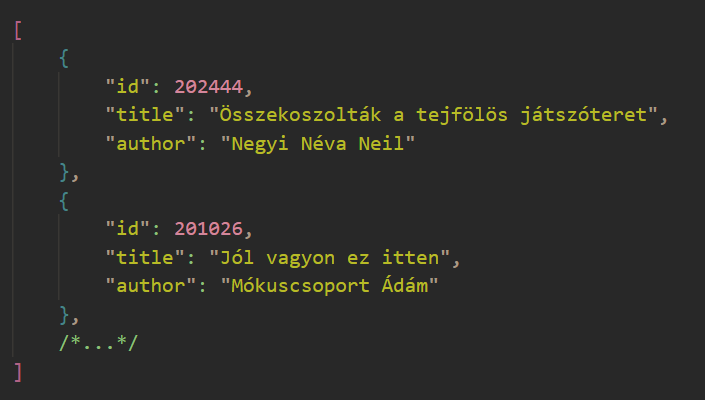 [
{
"id": 202444,
"title": "Összekoszolták a tejfölös játszóteret",
"author": "Negyi Néva Neil"
},
{
"id": 201026,
"title": "Jól vagyon ez itten",
"author": "Mókuscsoport Ádám"
},
/*...*/
]